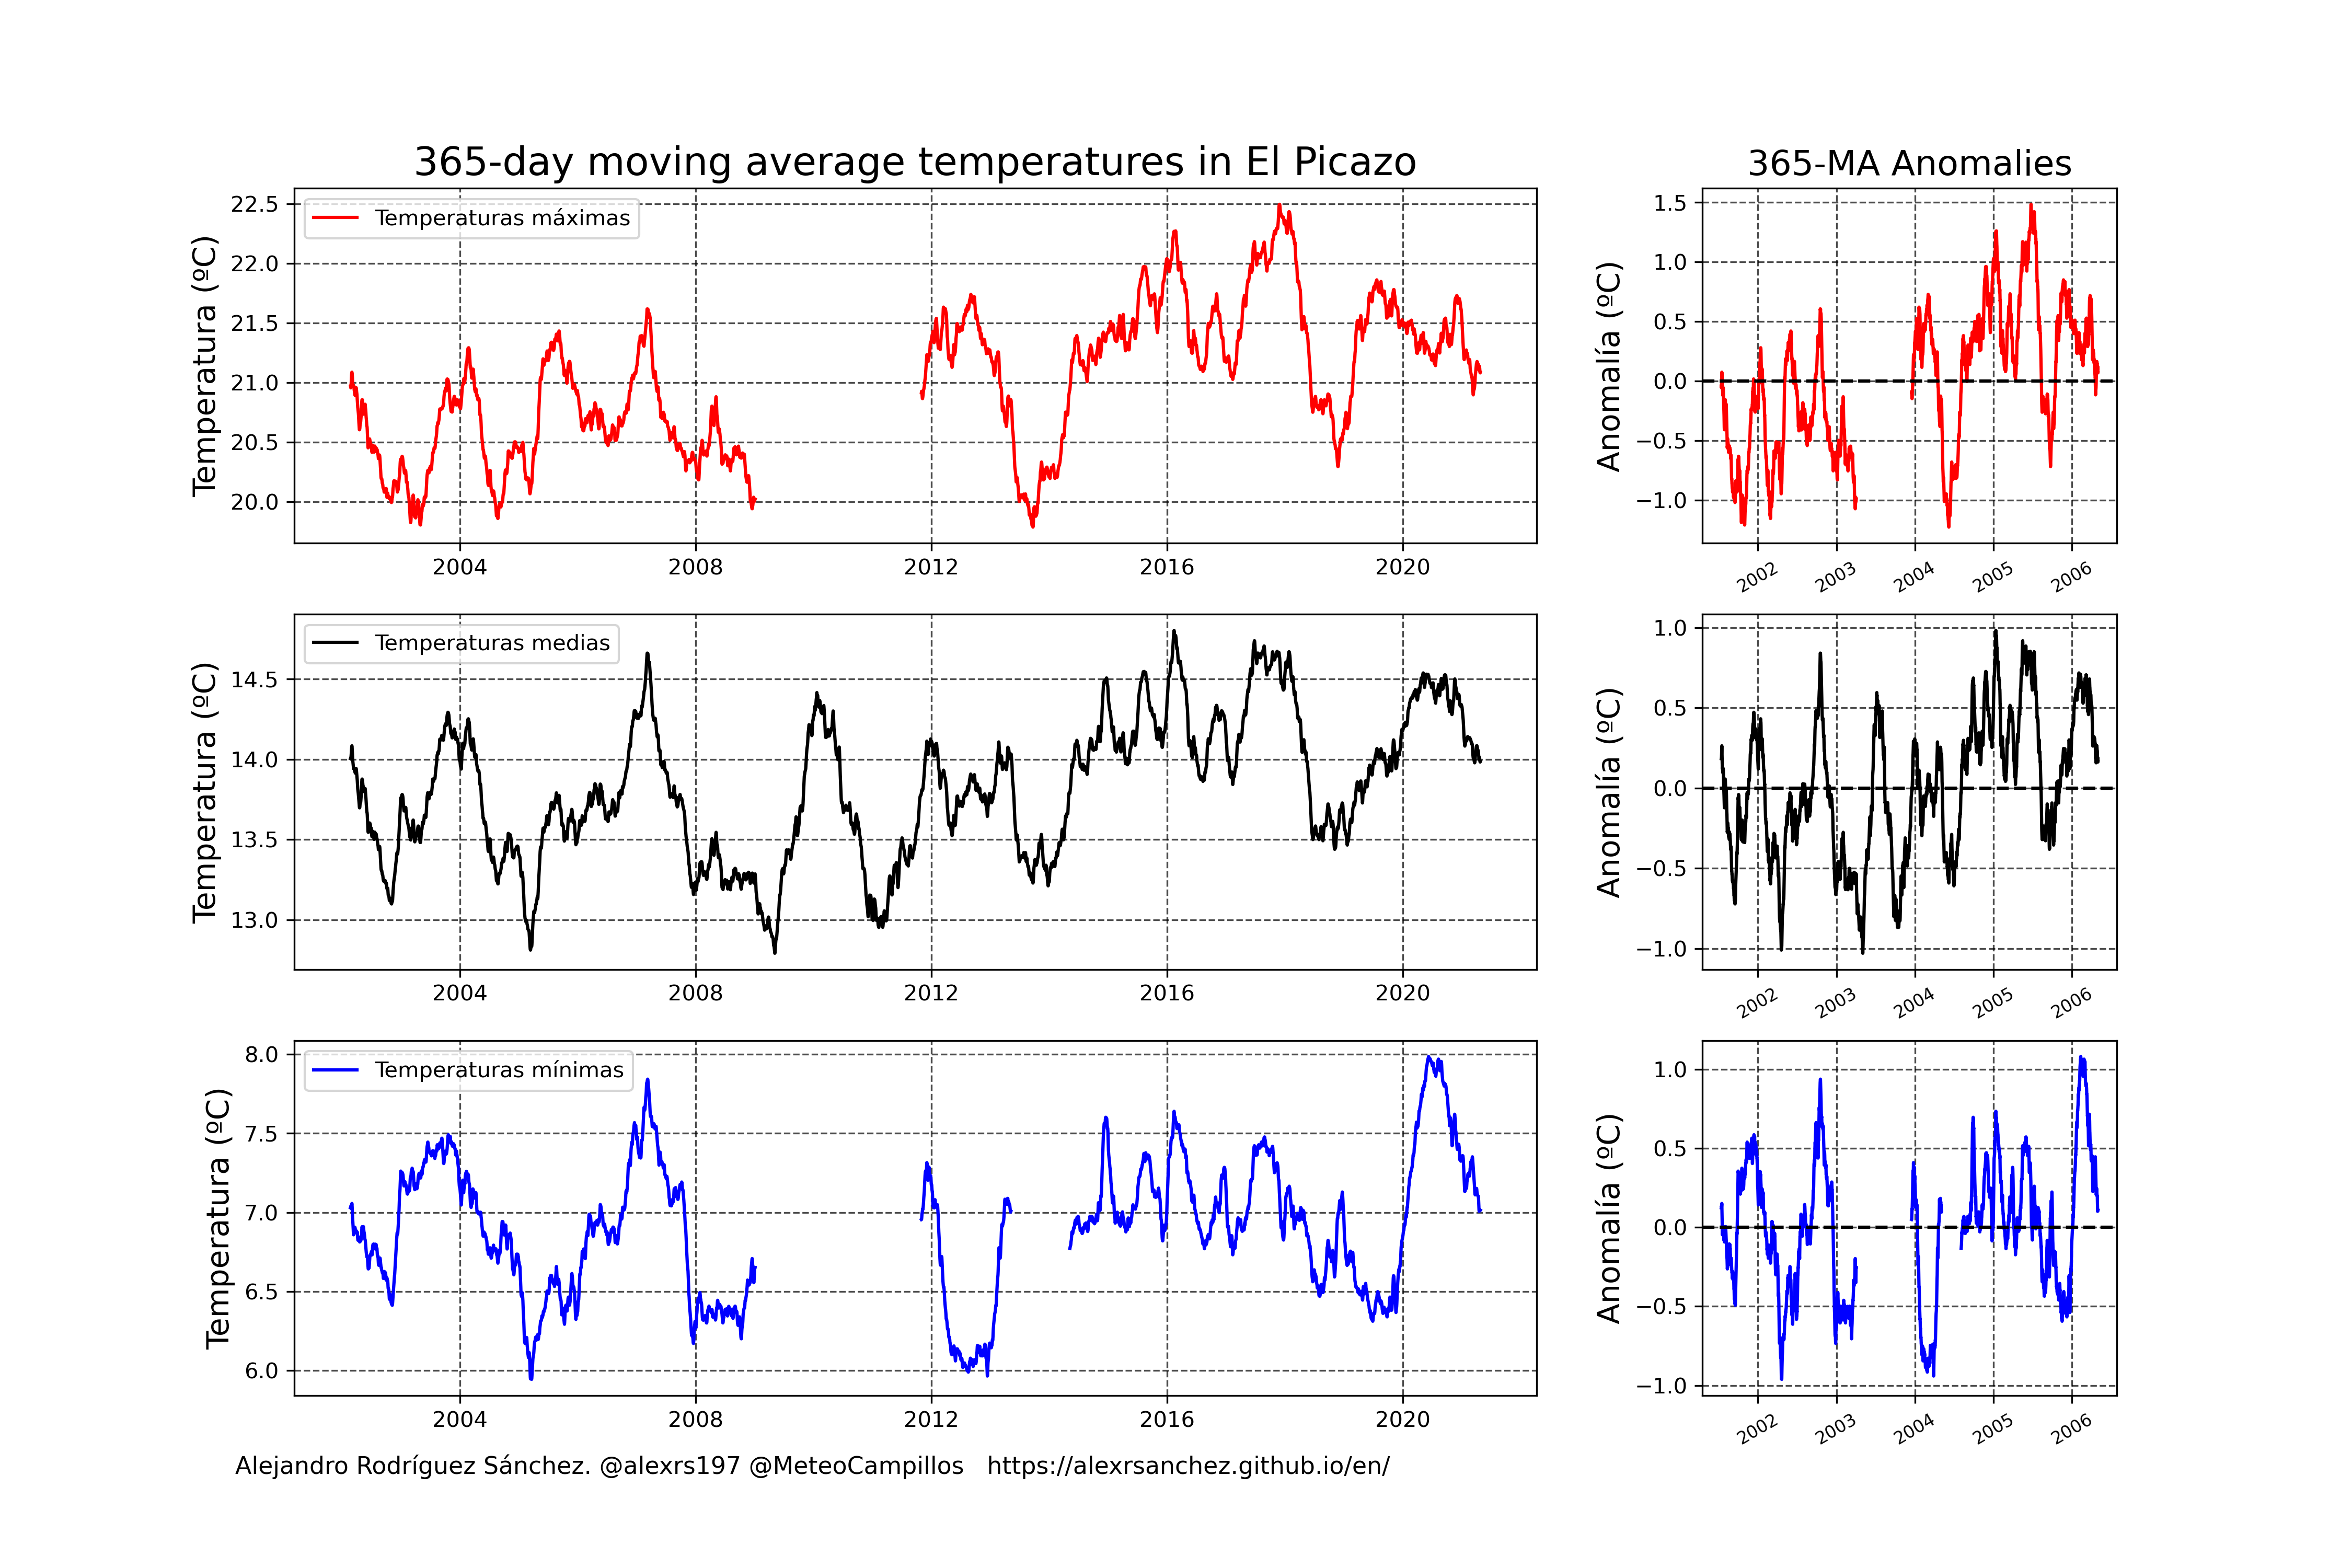 365-day moving average temperatures in El Picazo
365-MA Anomalies
Temperatura (ºC)
22.5
22.0
21.5
21.0
20.5
20.0
Temperaturas máximas
2004 2008 2012 2016 2020
Anomalía (ºC)
1.5
1.0
0.5
0.0
−0.5
−1.0
2002 2003 2004 2005 2006
Temperatura (ºC)
14.5
14.0
13.5
13.0
Temperaturas medias
2004 2008 2012 2016 2020
Anomalía (ºC)
1.0
0.5
0.0
−0.5
−1.0
2002 2003 2004 2005 2006
Temperatura (ºC)
8.0
7.5
7.0
6.5
6.0
Temperaturas mínimas
2004 2008 2012 2016 2020
Anomalía (ºC)
1.0
0.5
0.0
−0.5
−1.0
2002 2003 2004 2005 2006
Alejandro Rodríguez Sánchez. @alexrs197 @MeteoCampillos https://alexrsanchez.github.io/en/